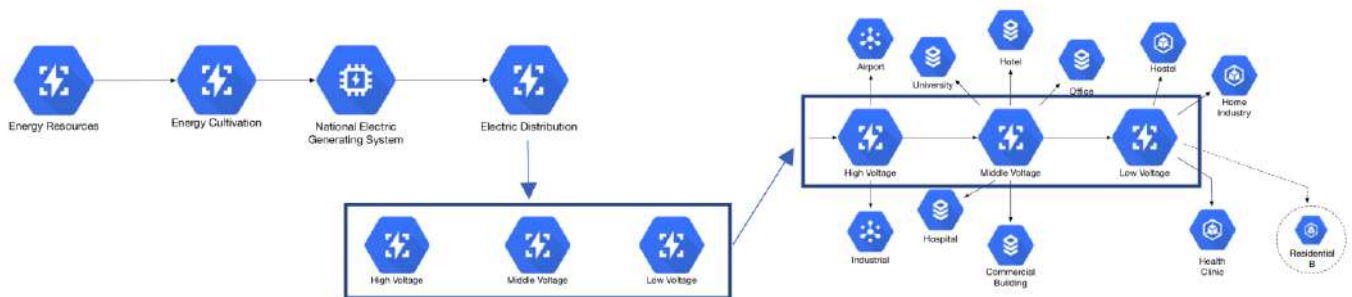 Energy Resources
Energy Cultivation
National Electric
Generating System
Electric Distribution
High Voltage
Middle Voltage
Low Voltage
Airport
University
Hotel
Office
Hostel
Home
Industry
High Voltage
Middle Voltage
Low Voltage
Industrial
Hospital
Commercial
Building
Health
Clinic
Residential
B